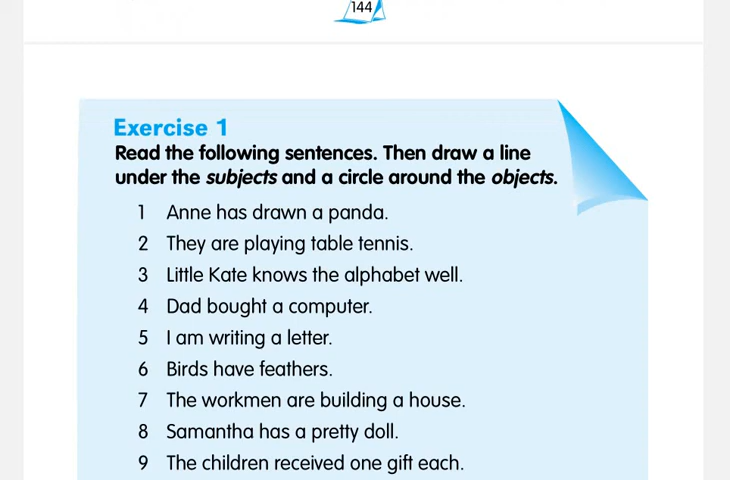 144
Exercise 1
Read the following sentences. Then draw a line
under the subjects and a circle around the objects.
1 Anne has drawn a panda.
2 They are playing table tennis.
3 Little Kate knows the alphabet well.
4 Dad bought a computer.
5 I am writing a letter.
6 Birds have feathers.
7 The workmen are building a house.
8 Samantha has a pretty doll.
9 The children received one gift each.